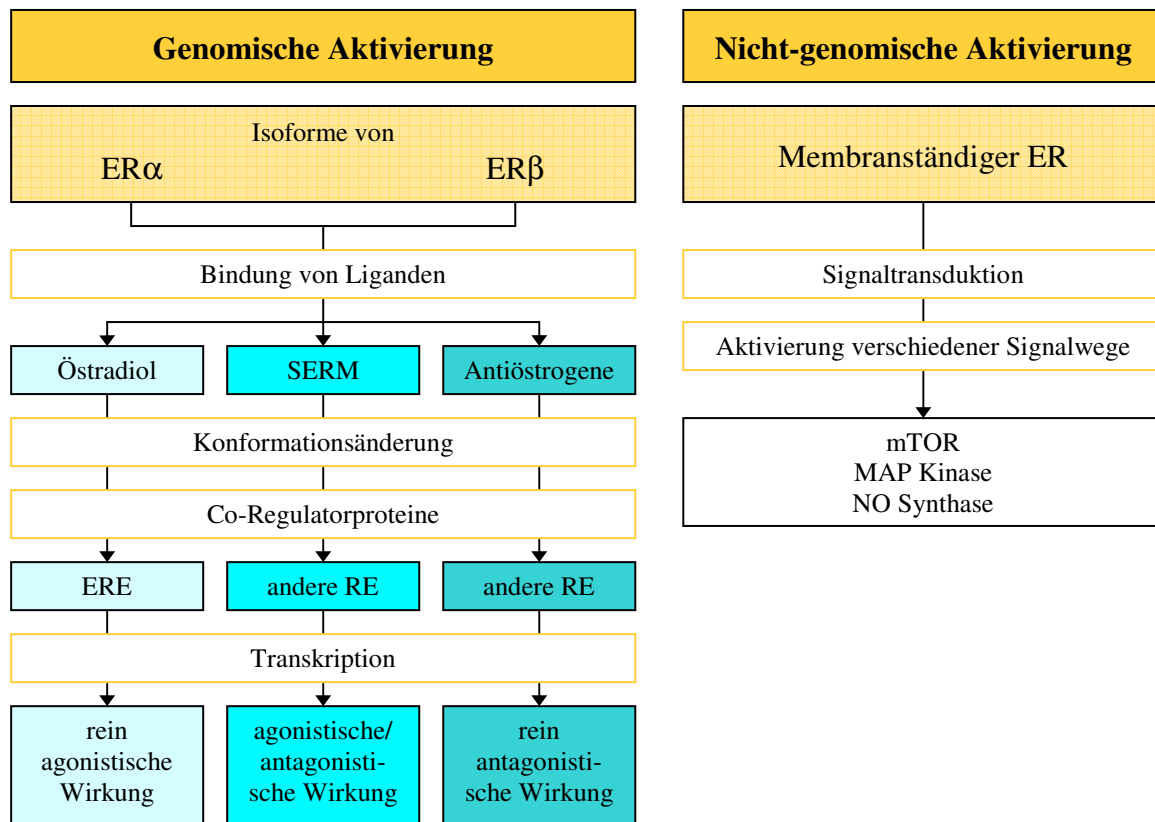 Genomische Aktivierung
Isoforme von
ERα
ERβ
Bindung von Liganden
Östradiol
SERM
Antiöstrogene
Konformationsänderung
Co-Regulatorproteine
ERE
andere RE
andere RE
Transkription
rein
agonistische
Wirkung
agonistische/
antagonisti-
sche Wirkung
rein
antagonisti-
sche Wirkung
Nicht-genomische Aktivierung
Membranständiger ER
Signaltransduktion
Aktivierung verschiedener Signalwege
mTOR
MAP Kinase
NO Synthase